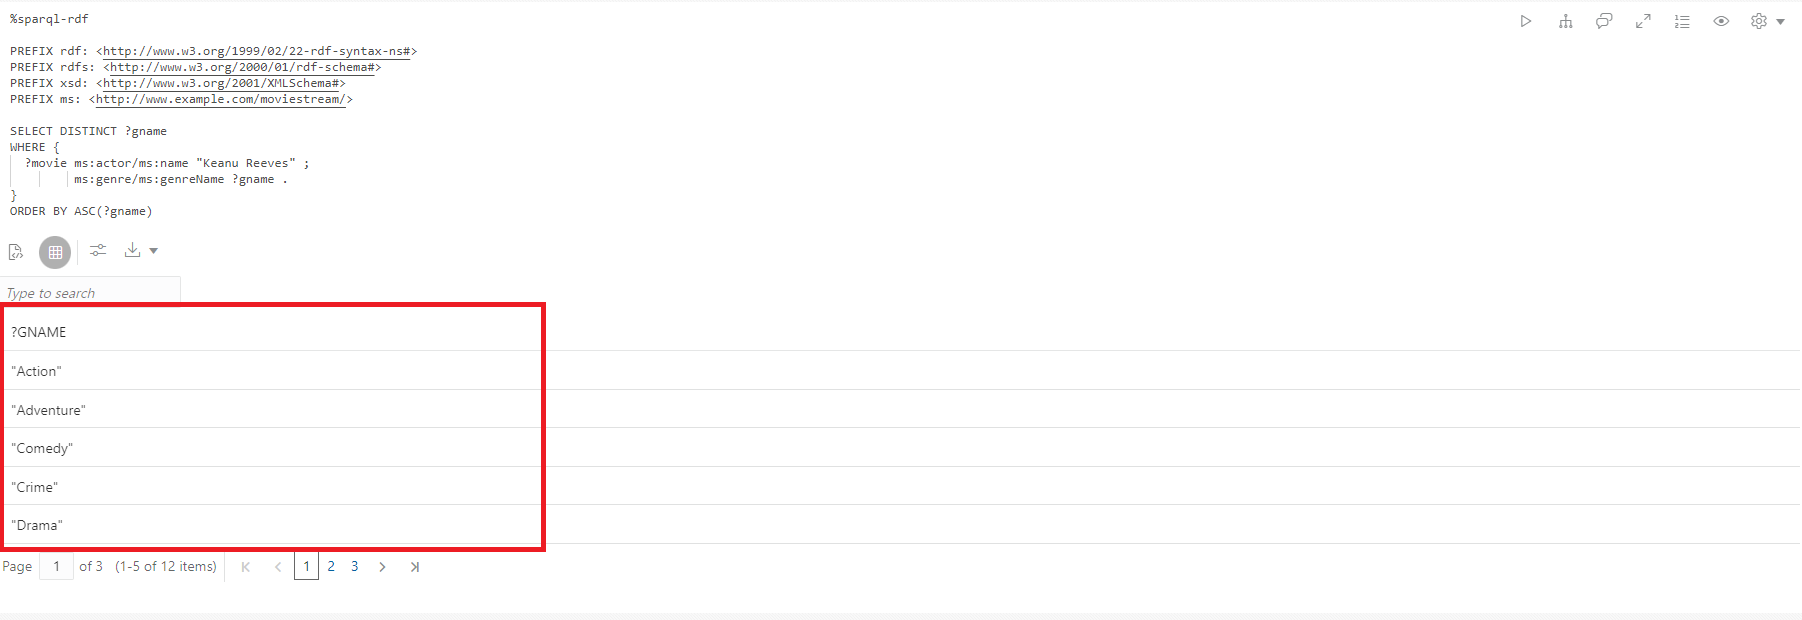 %sparql-rdf
PREFIX rdf: <http://www.w3.org/1999/02/22-rdf-syntax-ns#>
PREFIX rdfs: <http://www.w3.org/2000/01/rdf-schema#>
PREFIX xsd: <http://www.w3.org/2001/XMLSchema#>
PREFIX ms: <http://www.example.com/moviestream/>
SELECT DISTINCT ?gname
WHERE {
?movie ms:actor/ms:name "Keanu Reeves" ;
ms:genre/ms:genreName ?gname .
}
ORDER BY ASC(?gname)
Type to search
?GNAME
"Action"
"Adventure"
"Comedy"
"Crime"
"Drama"
Page 1 of 3 (1-5 of 12 items) 1 2 3